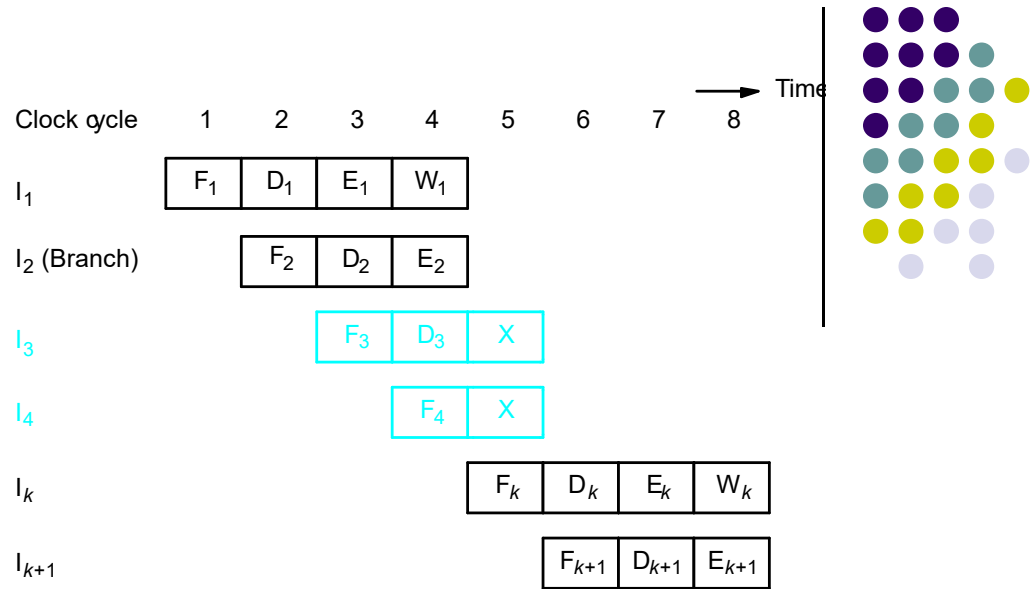 Time
Clock cycle 1 2 3 4 5 6 7 8
I1 F1 D1 E1 W1
I2 (Branch) F2 D2 E2
I3 F3 D3 X
I4 F4 X
Ik Fk Dk Ek Wk
Ik+1 Fk+1 Dk+1 Ek+1